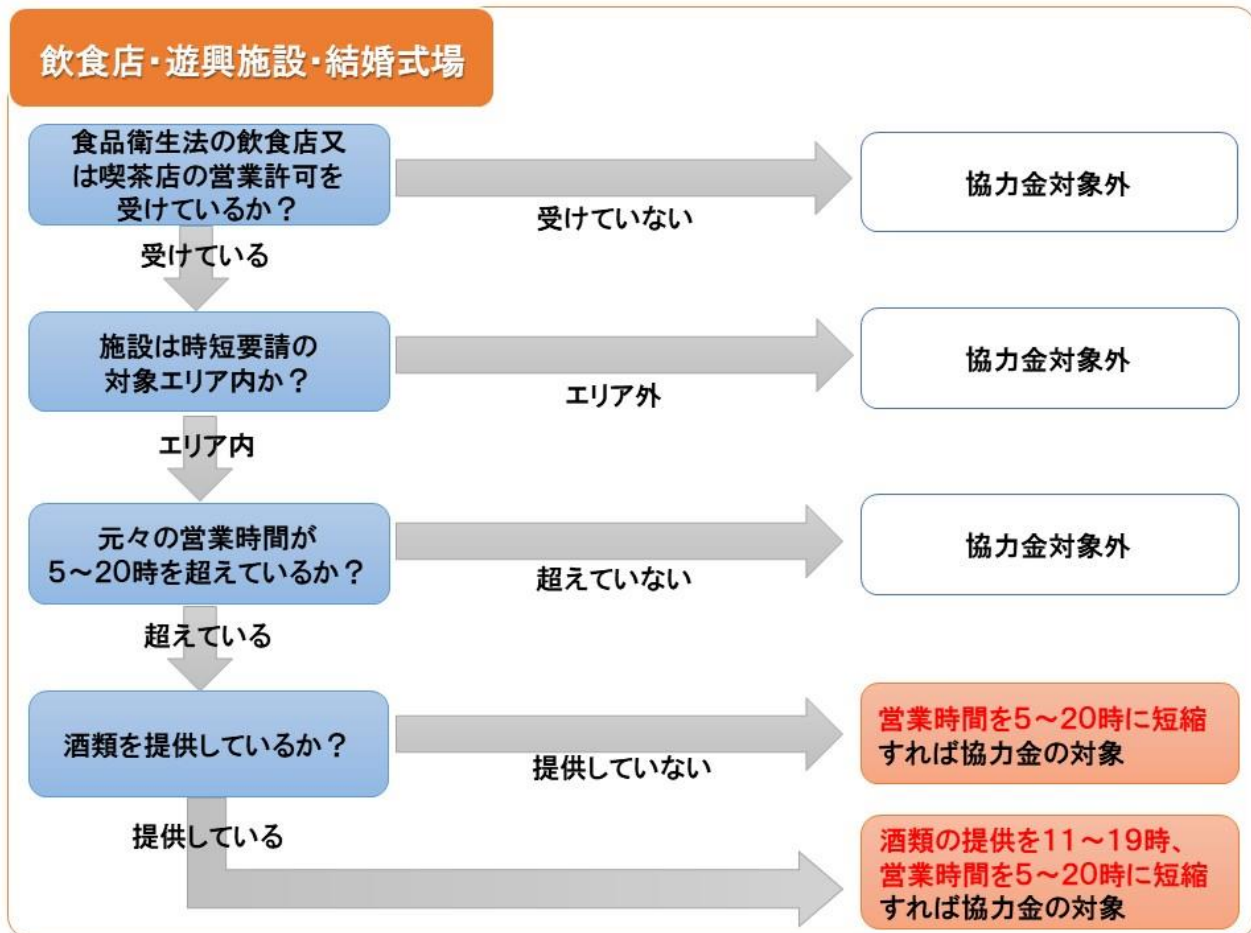 飲食店・遊興施設・結婚式場
食品衛生法の飲食店又
は喫茶店の営業許可を
受けているか？
受けていない
協力金対象外
受けている
施設は時短要請の
対象エリア内か？
エリア外
協力金対象外
エリア内
元々の営業時間が
5～20時を超えているか？
超えていない
協力金対象外
超えている
酒類を提供しているか？
提供していない
営業時間を5～20時に短縮
すれば協力金の対象
提供している
酒類の提供を11～19時、
営業時間を5～20時に短縮
すれば協力金の対象